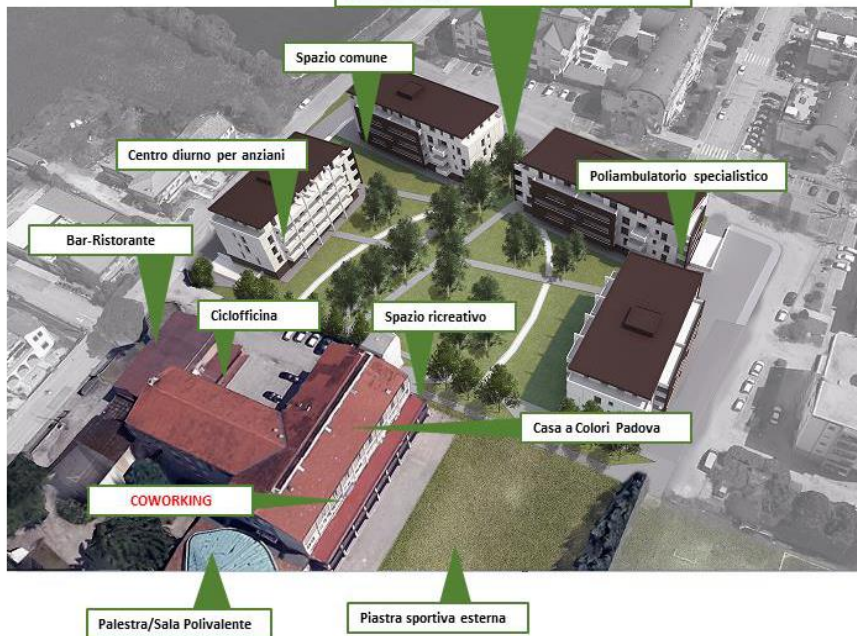 Spazio comune
Centro diurno per anziani
Poliambulatorio specialistico
Bar-Ristorante
Ciclofficina
Spazio ricreativo
Casa a Colori Padova
COWORKING
Palestra/Sala Polivalente
Piastra sportiva esterna